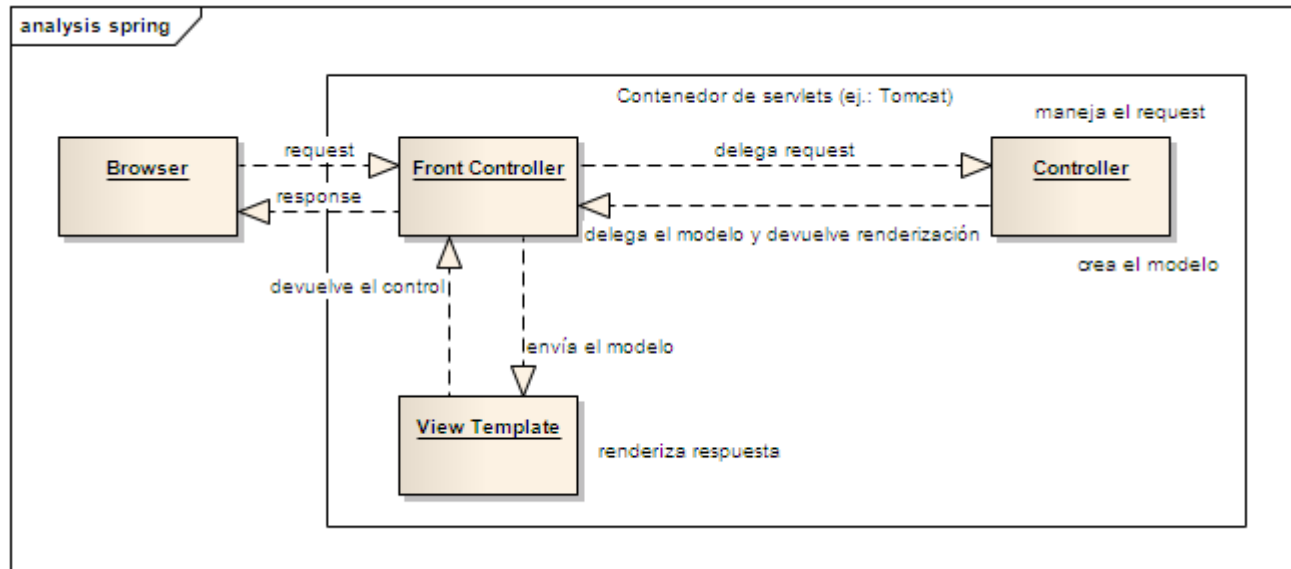 analysis spring
Contenedor de servlets (ej.: Tomcat)
maneja el request
Browser
request
response
Front Controller
delega request
delega el modelo y devuelve renderización
Controller
crea el modelo
devuelve el control
envía el modelo
View Template
renderiza respuesta